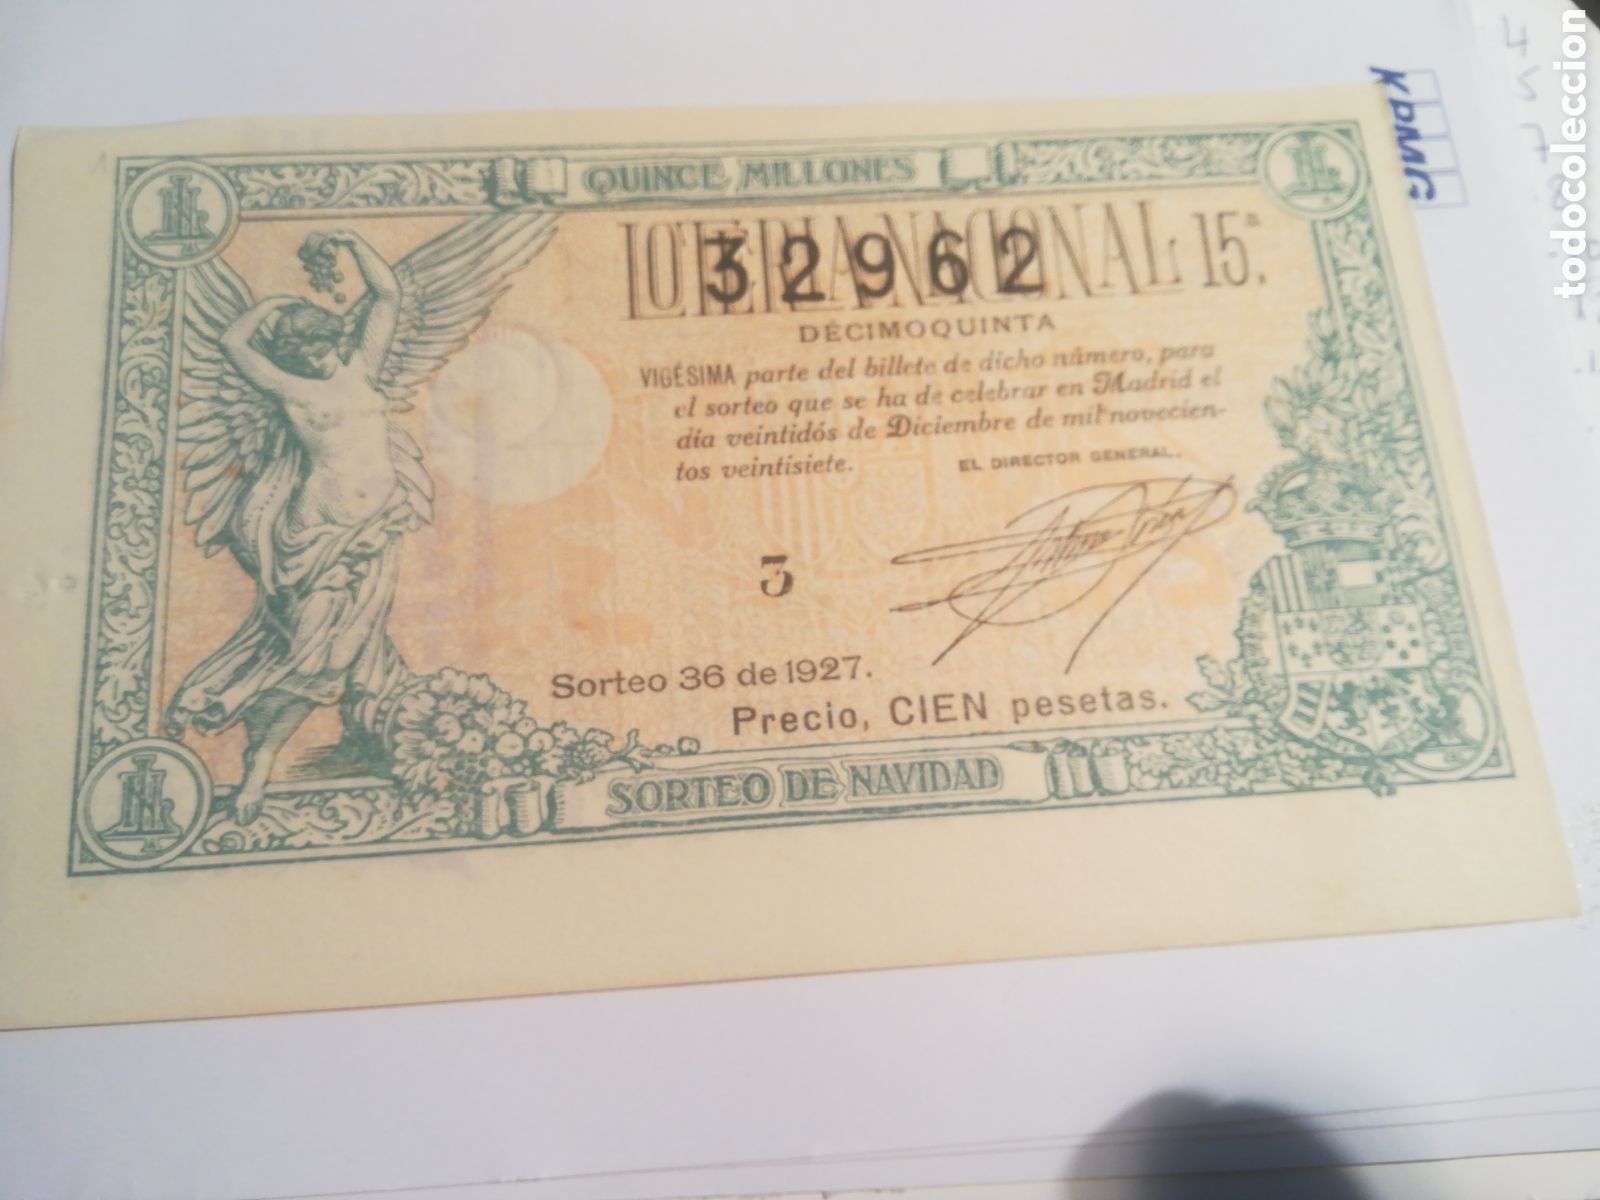 QUINCE MILLONES
LOTERIA NACIONAL 15ª.
32962
DÉCIMOQUINTA
VIGÉSIMA parte del billete de dicho número, para
el sorteo que se ha de celebrar en Madrid el
día veintidós de Diciembre de mil novecien-
tos veintisiete.
EL DIRECTOR GENERAL.
3
Sorteo 36 de 1927.
Precio, CIEN pesetas.
SORTEO DE NAVIDAD
todocoleccion